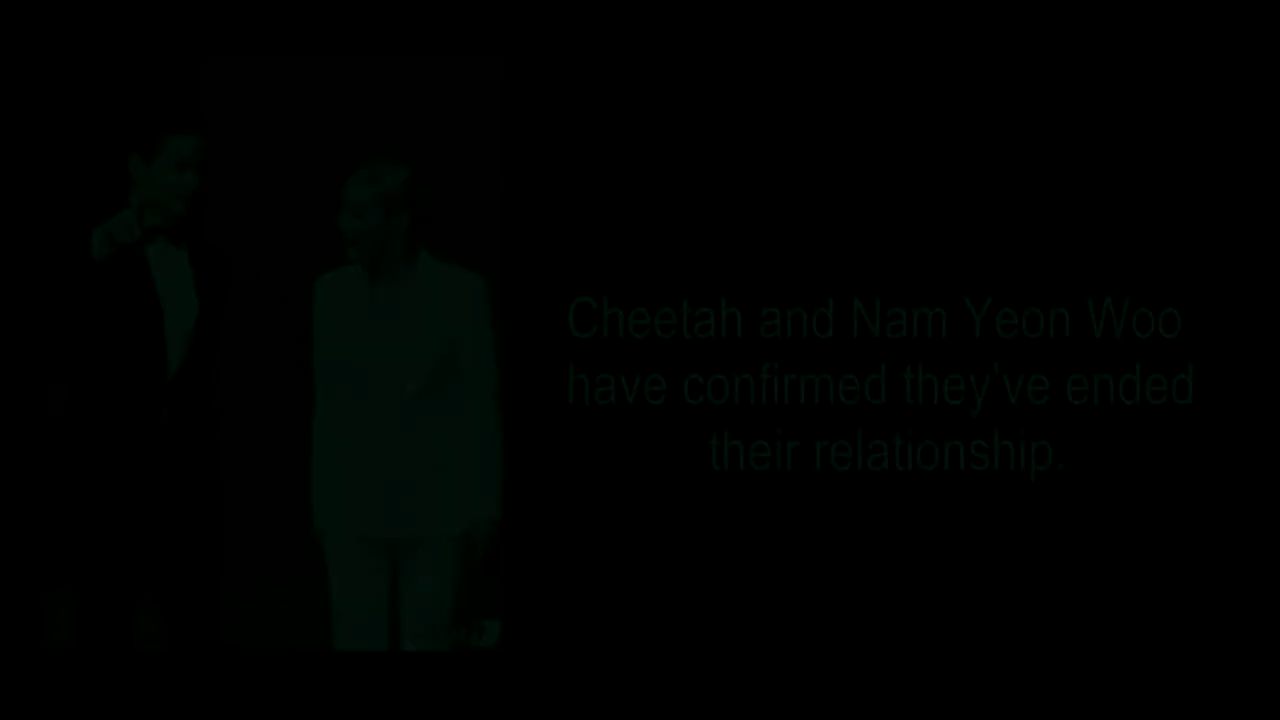 Cheetah and Nam Yeon Woo
have confirmed they've ended
their relationship.